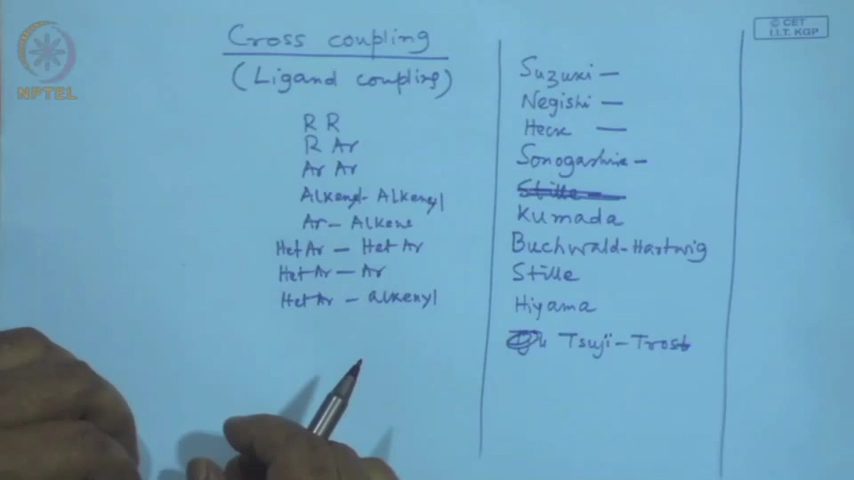 NPTEL
Cross coupling
(Ligand coupling)
R R
R Ar
Ar Ar
Alkenyl- Alkenyl
Ar - Alkene
Het Ar - Het Ar
Het Ar - Ar
Het Ar - alkenyl
Suzuki -
Negishi -
Heck -
Sonogashira -
Stille -
Kumada
Buchwald-Hartwig
Stille
Hiyama
Tsuji-Trost
© CET
I.I.T. KGP